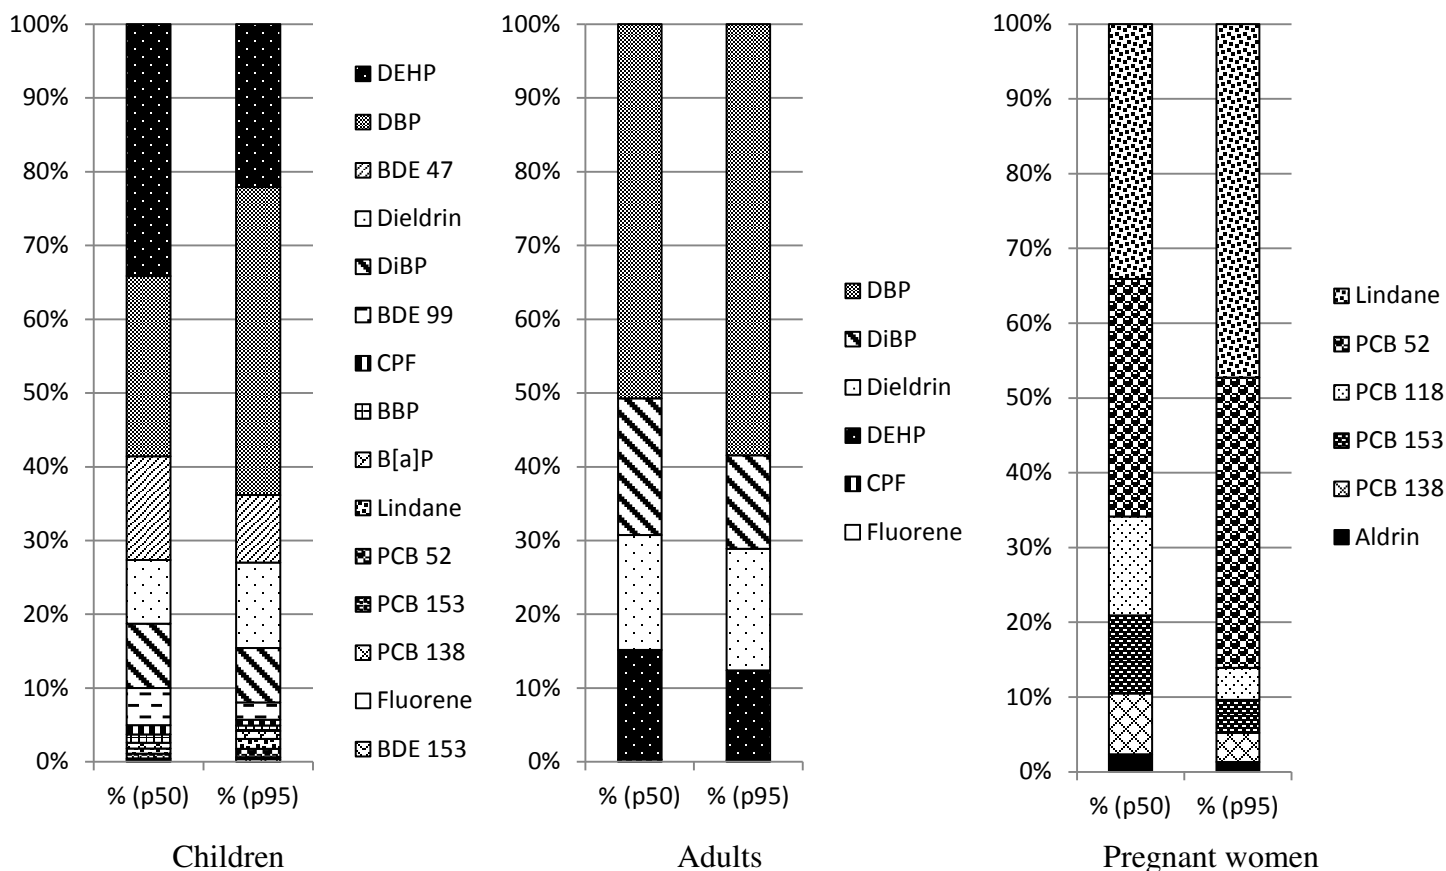 100%
90%
80%
70%
60%
50%
40%
30%
20%
10%
0%
% (p50) % (p95)
DEHP
DBP
BDE 47
Dieldrin
DiBP
BDE 99
CPF
BBP
B[a]P
Lindane
PCB 52
PCB 153
PCB 138
Fluorene
BDE 153
Children
100%
90%
80%
70%
60%
50%
40%
30%
20%
10%
0%
% (p50) % (p95)
DBP
DiBP
Dieldrin
DEHP
CPF
Fluorene
Adults
100%
90%
80%
70%
60%
50%
40%
30%
20%
10%
0%
% (p50) % (p95)
Lindane
PCB 52
PCB 118
PCB 153
PCB 138
Aldrin
Pregnant women